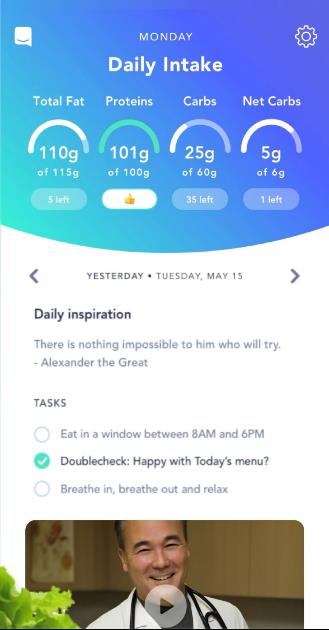 MONDAY
Daily Intake
Total Fat Proteins Carbs Net Carbs
110g 101g 25g 5g
of 115g of 100g of 60g of 6g
5 left 👍 35 left 1 left
YESTERDAY • TUESDAY, MAY 15
Daily inspiration
There is nothing impossible to him who will try.
- Alexander the Great
TASKS
Eat in a window between 8AM and 6PM
Doublecheck: Happy with Today's menu?
Breathe in, breathe out and relax